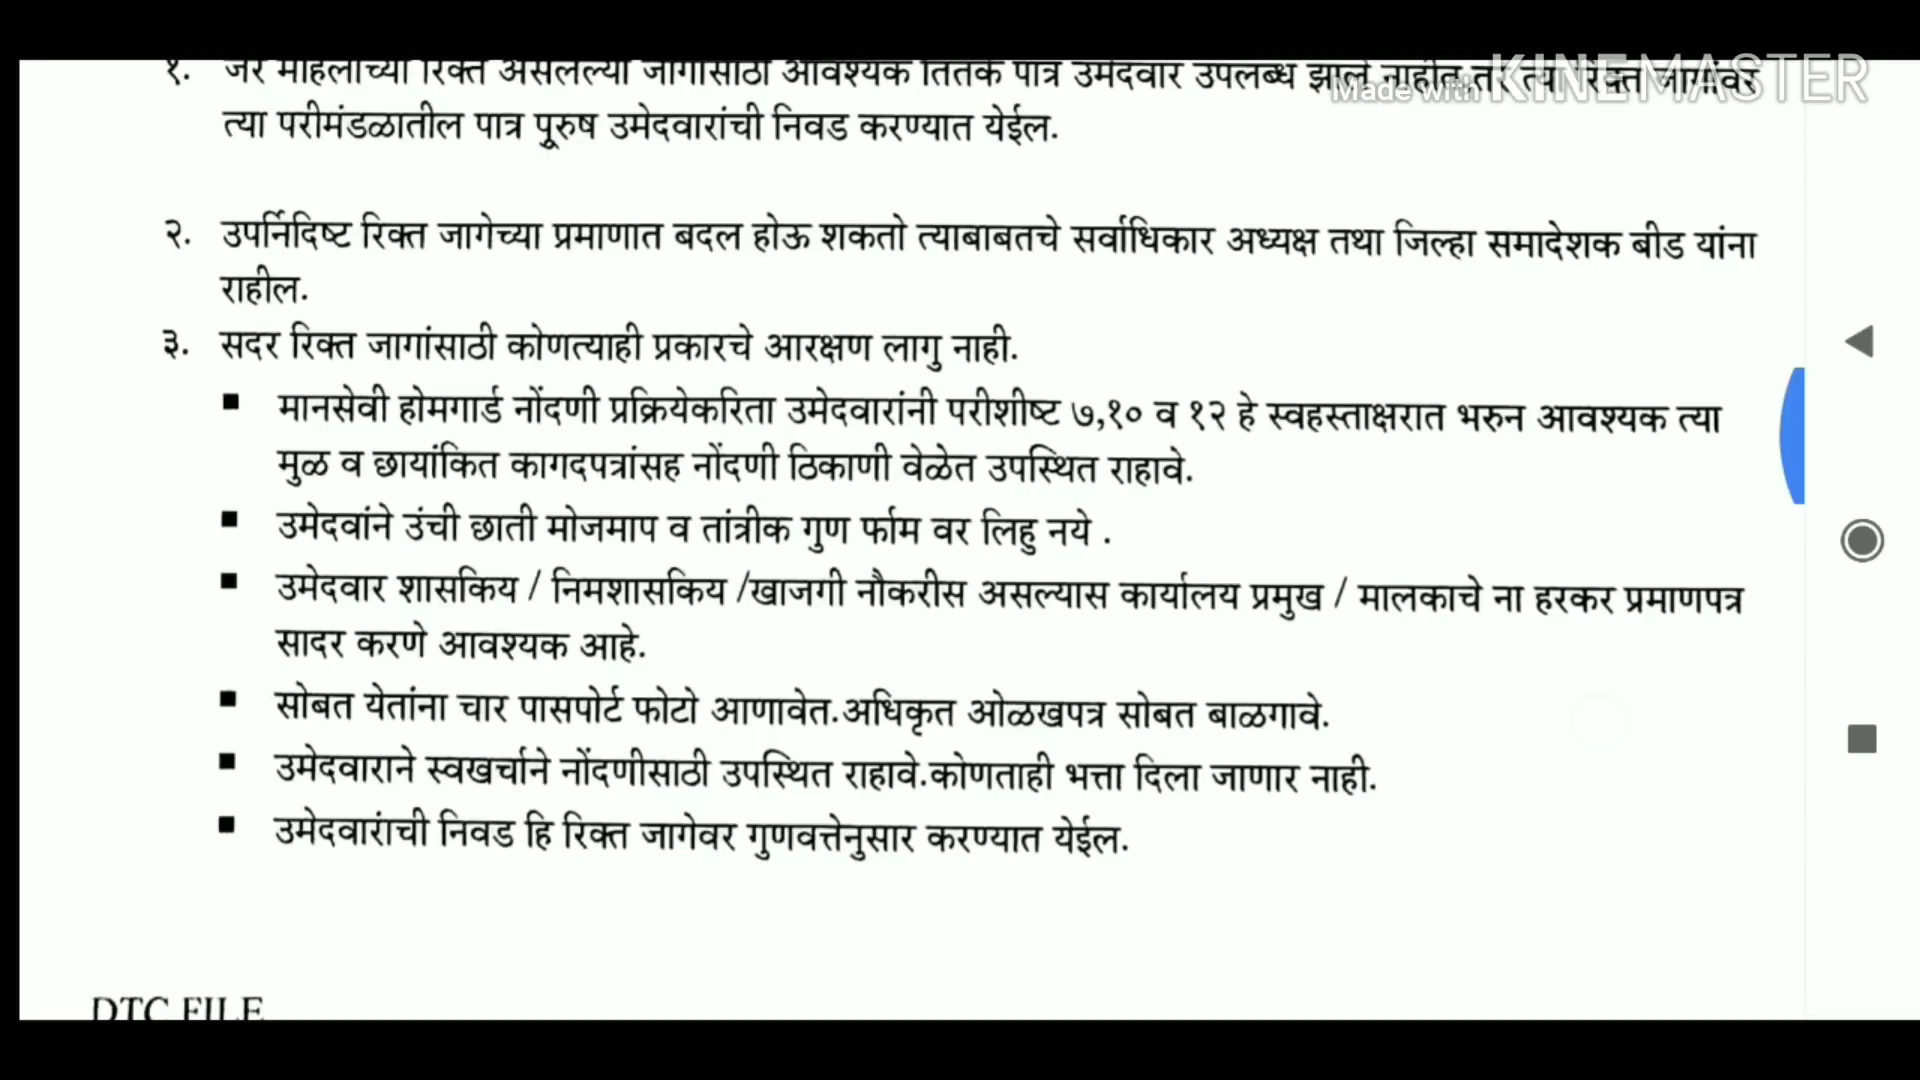 १. जर महिलांच्या रिक्त असलेल्या जागांसाठी आवश्यक तितके पात्र उमेदवार उपलब्ध झाले नाहीत तर त्या रिक्त जागांवर
Made with KINEMASTER
त्या परीमंडळातील पात्र पुरुष उमेदवारांची निवड करण्यात येईल.
२. उपर्निदिष्ट रिक्त जागेच्या प्रमाणात बदल होऊ शकतो त्याबाबतचे सर्वाधिकार अध्यक्ष तथा जिल्हा समादेशक बीड यांना
राहील.
३. सदर रिक्त जागांसाठी कोणत्याही प्रकारचे आरक्षण लागु नाही.
▪ मानसेवी होमगार्ड नोंदणी प्रक्रियेकरिता उमेदवारांनी परीशीष्ट ७,१० व १२ हे स्वहस्ताक्षरात भरुन आवश्यक त्या
मुळ व छायांकित कागदपत्रांसह नोंदणी ठिकाणी वेळेत उपस्थित राहावे.
▪ उमेदवांने उंची छाती मोजमाप व तांत्रीक गुण र्फाम वर लिहु नये .
▪ उमेदवार शासकिय / निमशासकिय /खाजगी नौकरीस असल्यास कार्यालय प्रमुख / मालकाचे ना हरकर प्रमाणपत्र
सादर करणे आवश्यक आहे.
▪ सोबत येतांना चार पासपोर्ट फोटो आणावेत.अधिकृत ओळखपत्र सोबत बाळगावे.
▪ उमेदवाराने स्वखर्चाने नोंदणीसाठी उपस्थित राहावे.कोणताही भत्ता दिला जाणार नाही.
▪ उमेदवारांची निवड हि रिक्त जागेवर गुणवत्तेनुसार करण्यात येईल.
DTC FILE